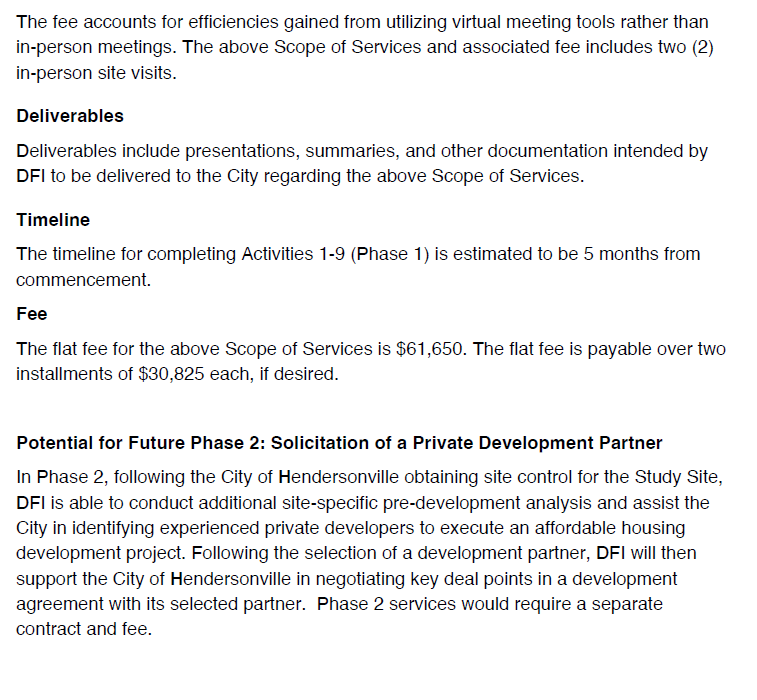 The fee accounts for efficiencies gained from utilizing virtual meeting tools rather than
in-person meetings. The above Scope of Services and associated fee includes two (2)
in-person site visits.
Deliverables
Deliverables include presentations, summaries, and other documentation intended by
DFI to be delivered to the City regarding the above Scope of Services.
Timeline
The timeline for completing Activities 1-9 (Phase 1) is estimated to be 5 months from
commencement.
Fee
The flat fee for the above Scope of Services is $61,650. The flat fee is payable over two
installments of $30,825 each, if desired.
Potential for Future Phase 2: Solicitation of a Private Development Partner
In Phase 2, following the City of Hendersonville obtaining site control for the Study Site,
DFI is able to conduct additional site-specific pre-development analysis and assist the
City in identifying experienced private developers to execute an affordable housing
development project. Following the selection of a development partner, DFI will then
support the City of Hendersonville in negotiating key deal points in a development
agreement with its selected partner.  Phase 2 services would require a separate
contract and fee.